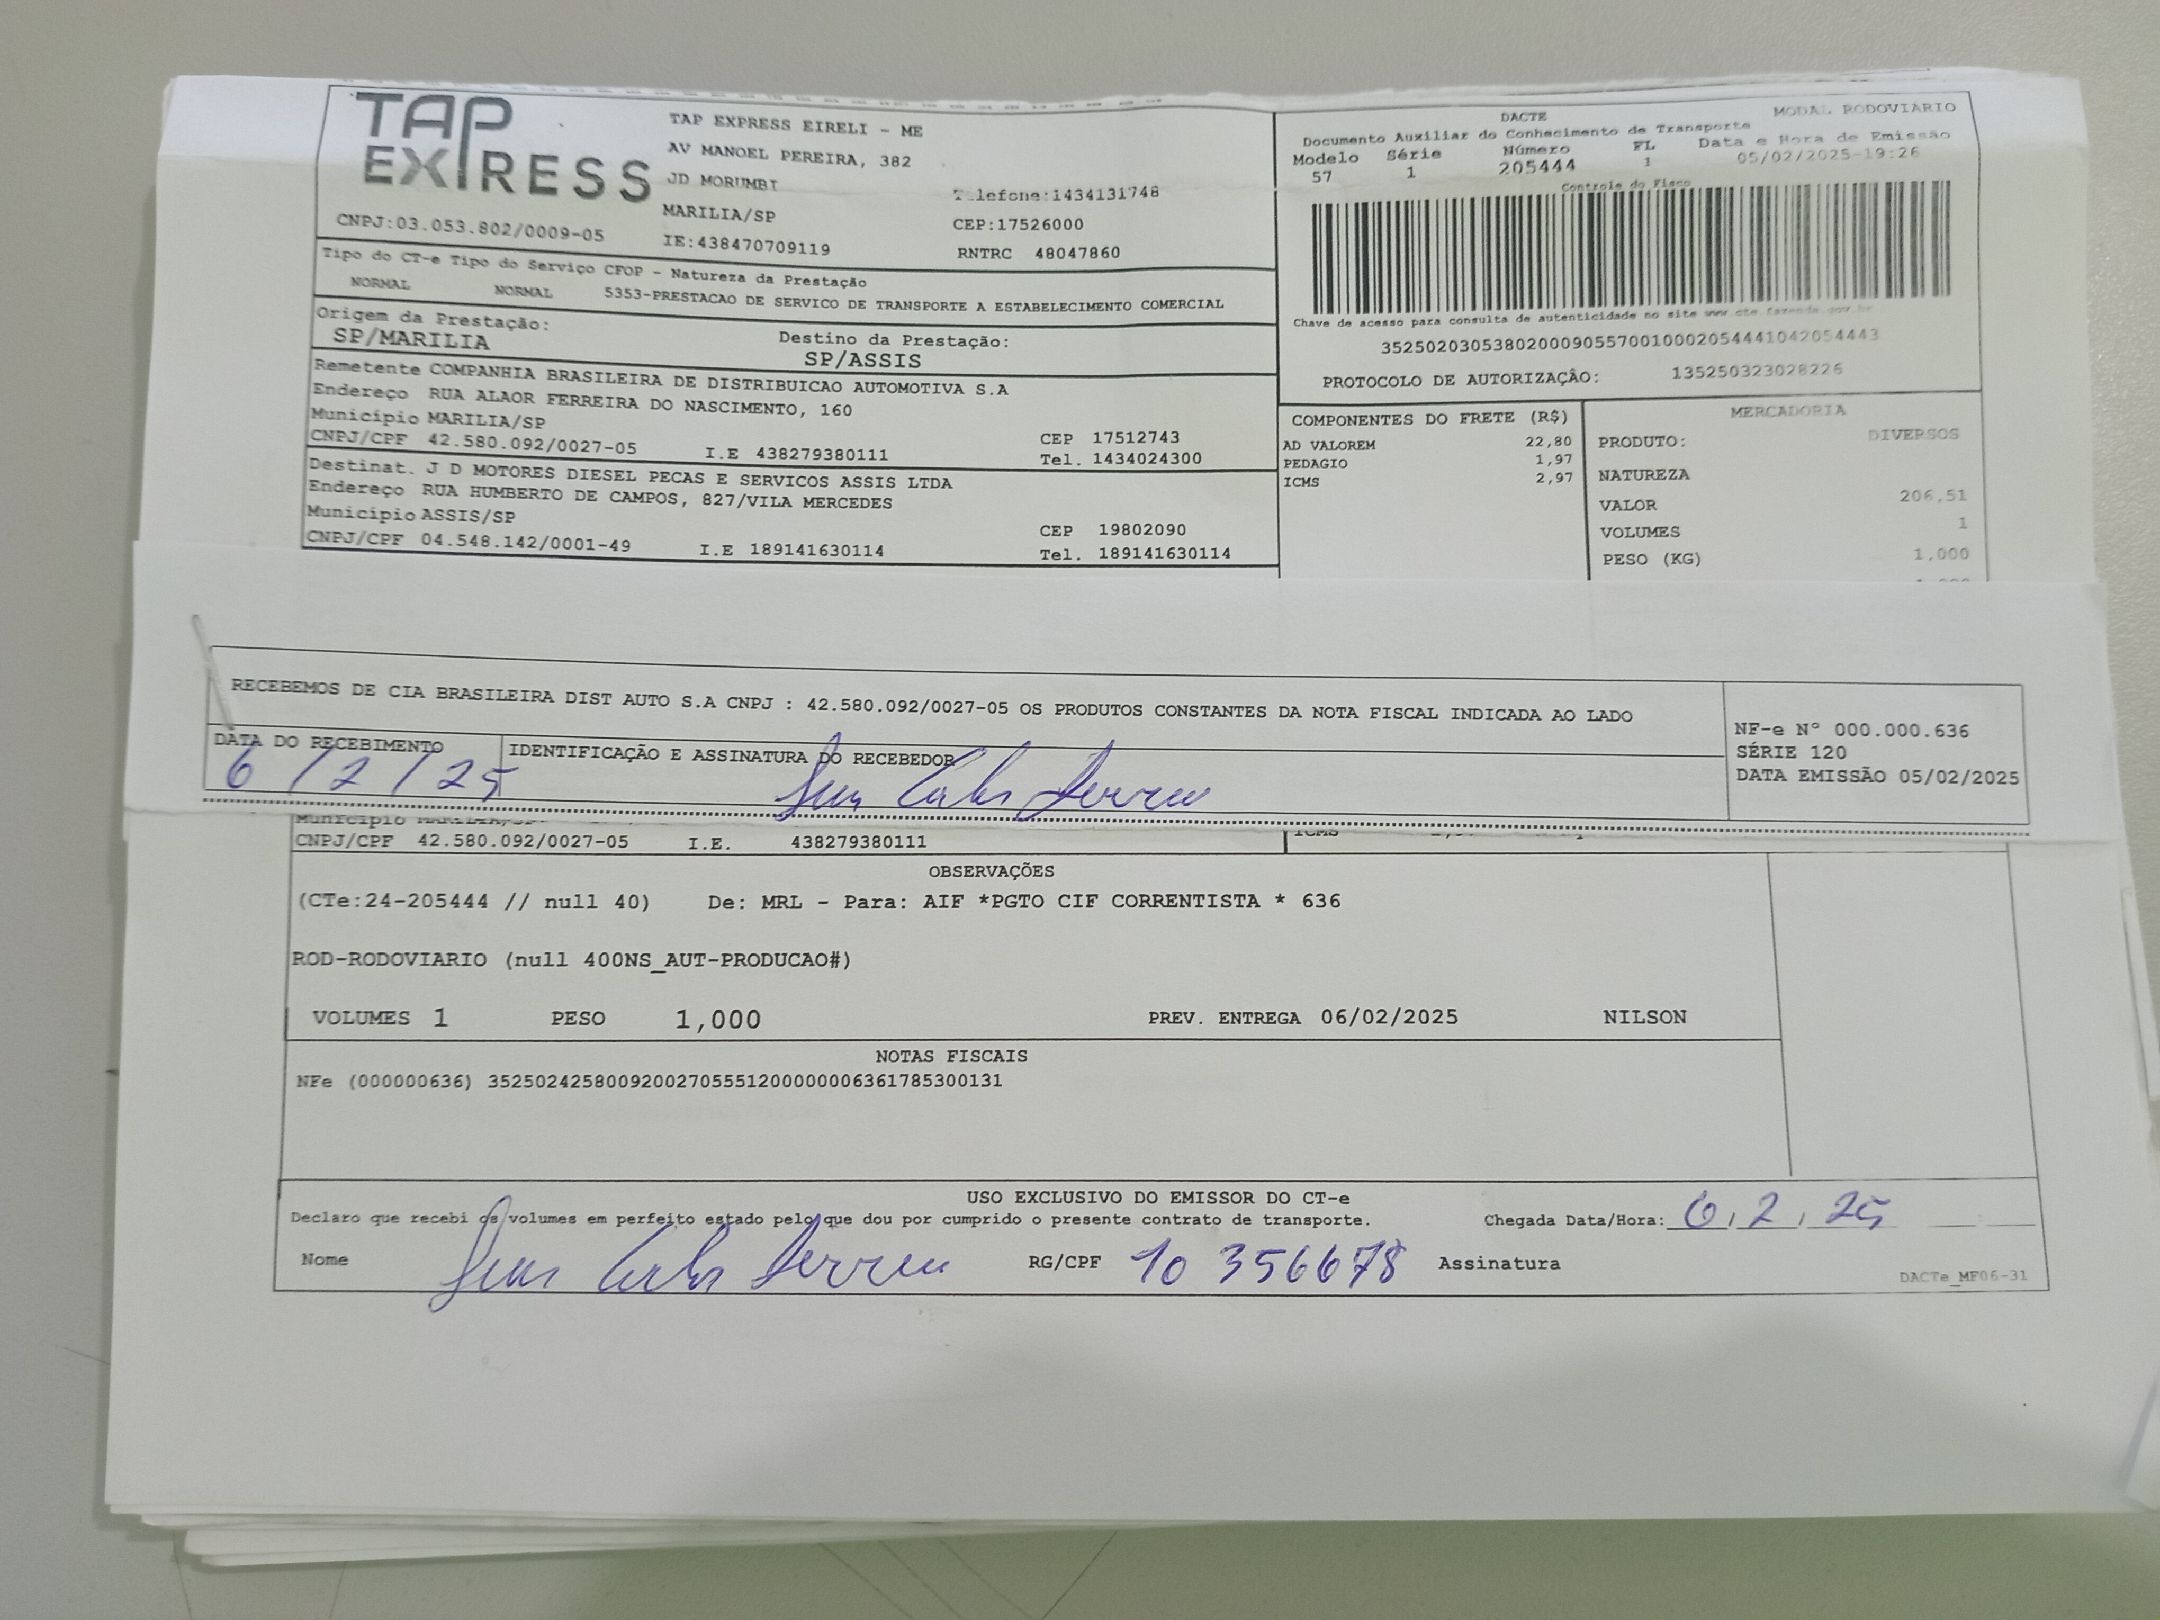 TAP EXPRESS
TAP EXPRESS EIRELI - ME
AV MANOEL PEREIRA, 382
JD MORUMBI
MARILIA/SP
Telefone:1434131748
CEP:17526000
CNPJ:03.053.802/0009-05
IE:438470709119
RNTRC 48047860
DACTE
MODAL RODOVIARIO
Documento Auxiliar do Conhecimento de Transporte
Modelo Série Número FL Data e Hora de Emissão
57 1 205444 1 05/02/2025-19:26
Controle do Fisco
Chave de acesso para consulta de autenticidade no site www.cte.fazenda.gov.br
35250203053802000905570010002054441042054443
PROTOCOLO DE AUTORIZAÇÂO: 135250323028226
Tipo do CT-e Tipo do Serviço CFOP - Natureza da Prestação
NORMAL NORMAL 5353-PRESTACAO DE SERVICO DE TRANSPORTE A ESTABELECIMENTO COMERCIAL
Origem da Prestação: Destino da Prestação:
SP/MARILIA SP/ASSIS
Remetente COMPANHIA BRASILEIRA DE DISTRIBUICAO AUTOMOTIVA S.A
Endereço RUA ALAOR FERREIRA DO NASCIMENTO, 160
Municipio MARILIA/SP CEP 17512743
CNPJ/CPF 42.580.092/0027-05 I.E 438279380111 Tel. 1434024300
Destinat. J D MOTORES DIESEL PECAS E SERVICOS ASSIS LTDA
Endereço RUA HUMBERTO DE CAMPOS, 827/VILA MERCEDES
Municipio ASSIS/SP CEP 19802090
CNPJ/CPF 04.548.142/0001-49 I.E 189141630114 Tel. 189141630114
COMPONENTES DO FRETE (R$)
AD VALOREM 22,80
PEDAGIO 1,97
ICMS 2,97
MERCADORIA
PRODUTO: DIVERSOS
NATUREZA
VALOR 206,51
VOLUMES 1
PESO (KG) 1,000
RECEBEMOS DE CIA BRASILEIRA DIST AUTO S.A CNPJ : 42.580.092/0027-05 OS PRODUTOS CONSTANTES DA NOTA FISCAL INDICADA AO LADO
DATA DO RECEBIMENTO IDENTIFICAÇÃO E ASSINATURA DO RECEBEDOR
6/2/25
NF-e N° 000.000.636
SÉRIE 120
DATA EMISSÃO 05/02/2025
Municipio MARILIA/SP
CNPJ/CPF 42.580.092/0027-05 I.E. 438279380111
ICMS
OBSERVAÇÕES
(CTe:24-205444 // null 40) De: MRL - Para: AIF *PGTO CIF CORRENTISTA * 636
ROD-RODOVIARIO (null 400NS_AUT-PRODUCAO#)
VOLUMES 1 PESO 1,000 PREV. ENTREGA 06/02/2025 NILSON
NOTAS FISCAIS
NFe (000000636) 35250242580092002705551200000006361785300131
USO EXCLUSIVO DO EMISSOR DO CT-e
Declaro que recebi os volumes em perfeito estado pelo que dou por cumprido o presente contrato de transporte. Chegada Data/Hora: 6/2/25
Nome RG/CPF 10 356678 Assinatura
DACTe_MF06-31